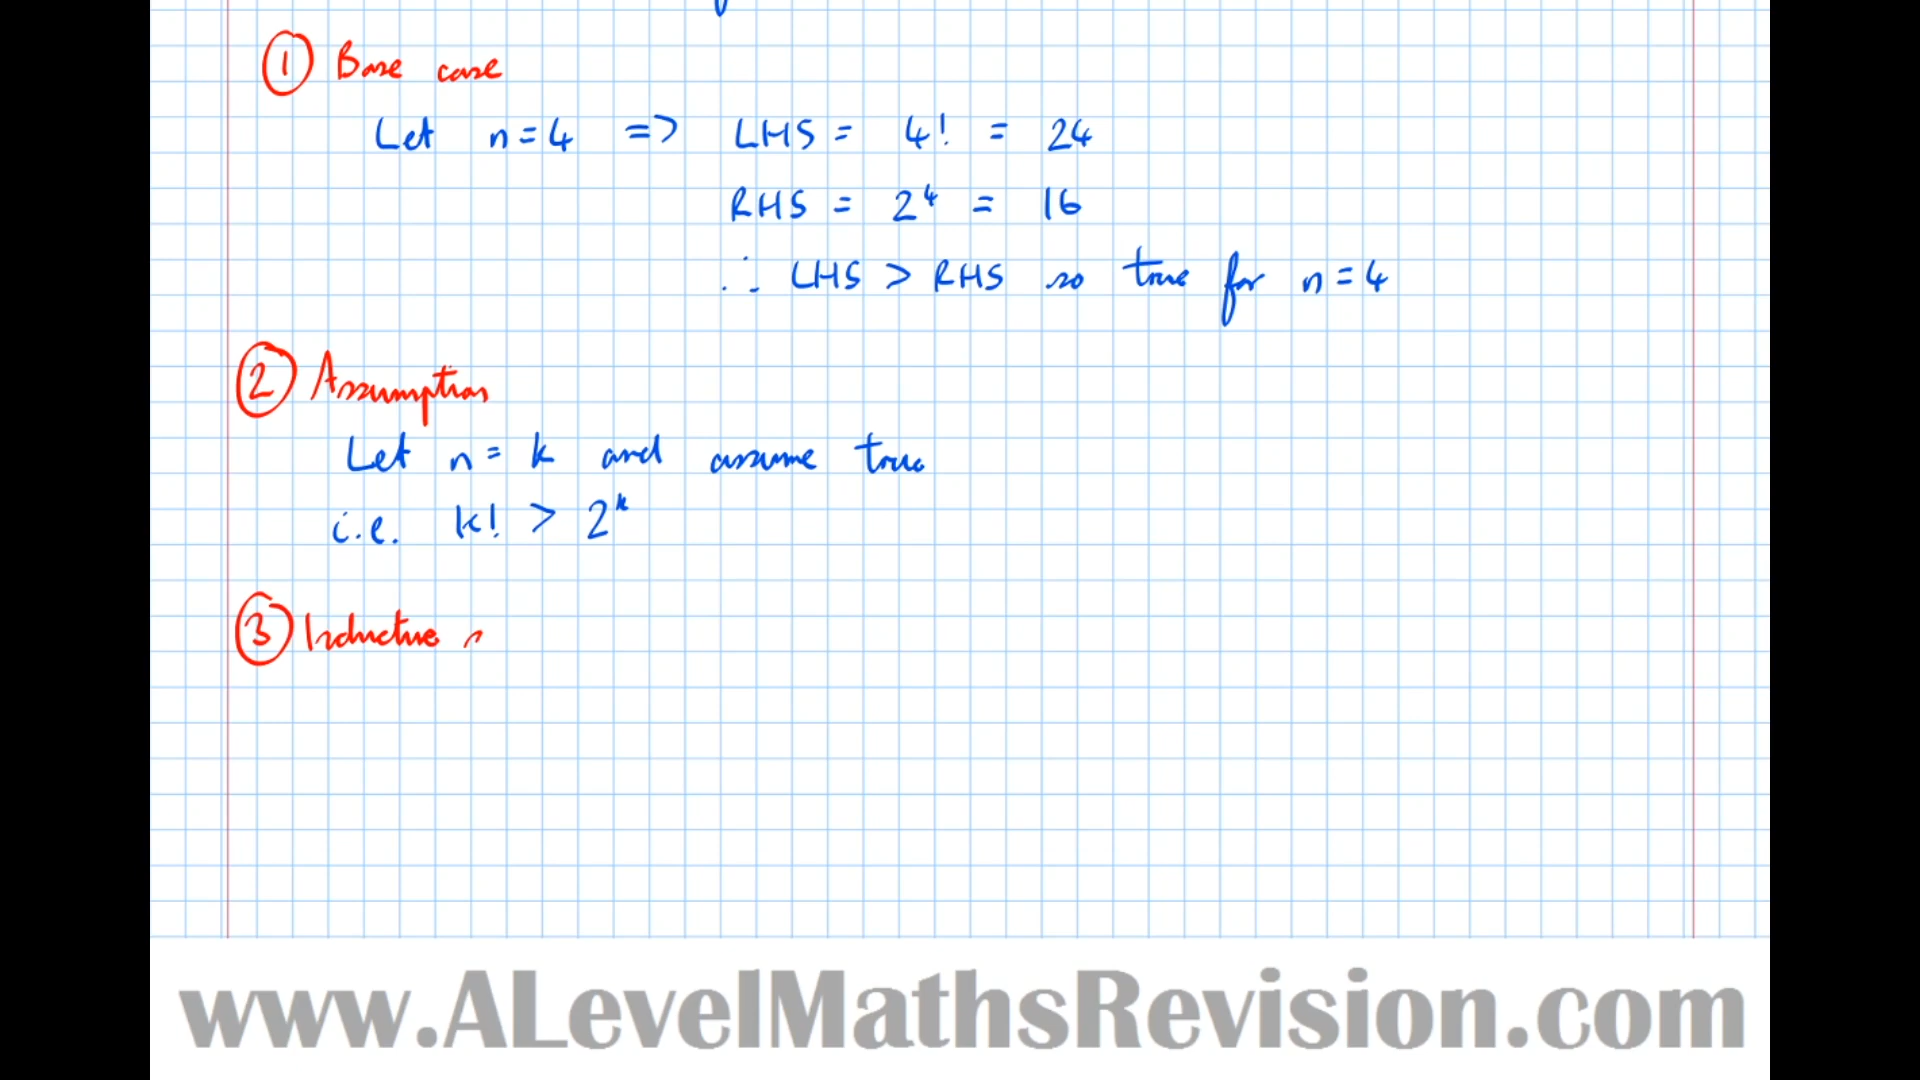 ① Base case
Let n=4 => LHS = 4! = 24
RHS = 2⁴ = 16
∴ LHS > RHS so true for n=4
② Assumption
Let n = k and assume true
i.e. k! > 2ᵏ
③ Inductive
www.ALevelMathsRevision.com